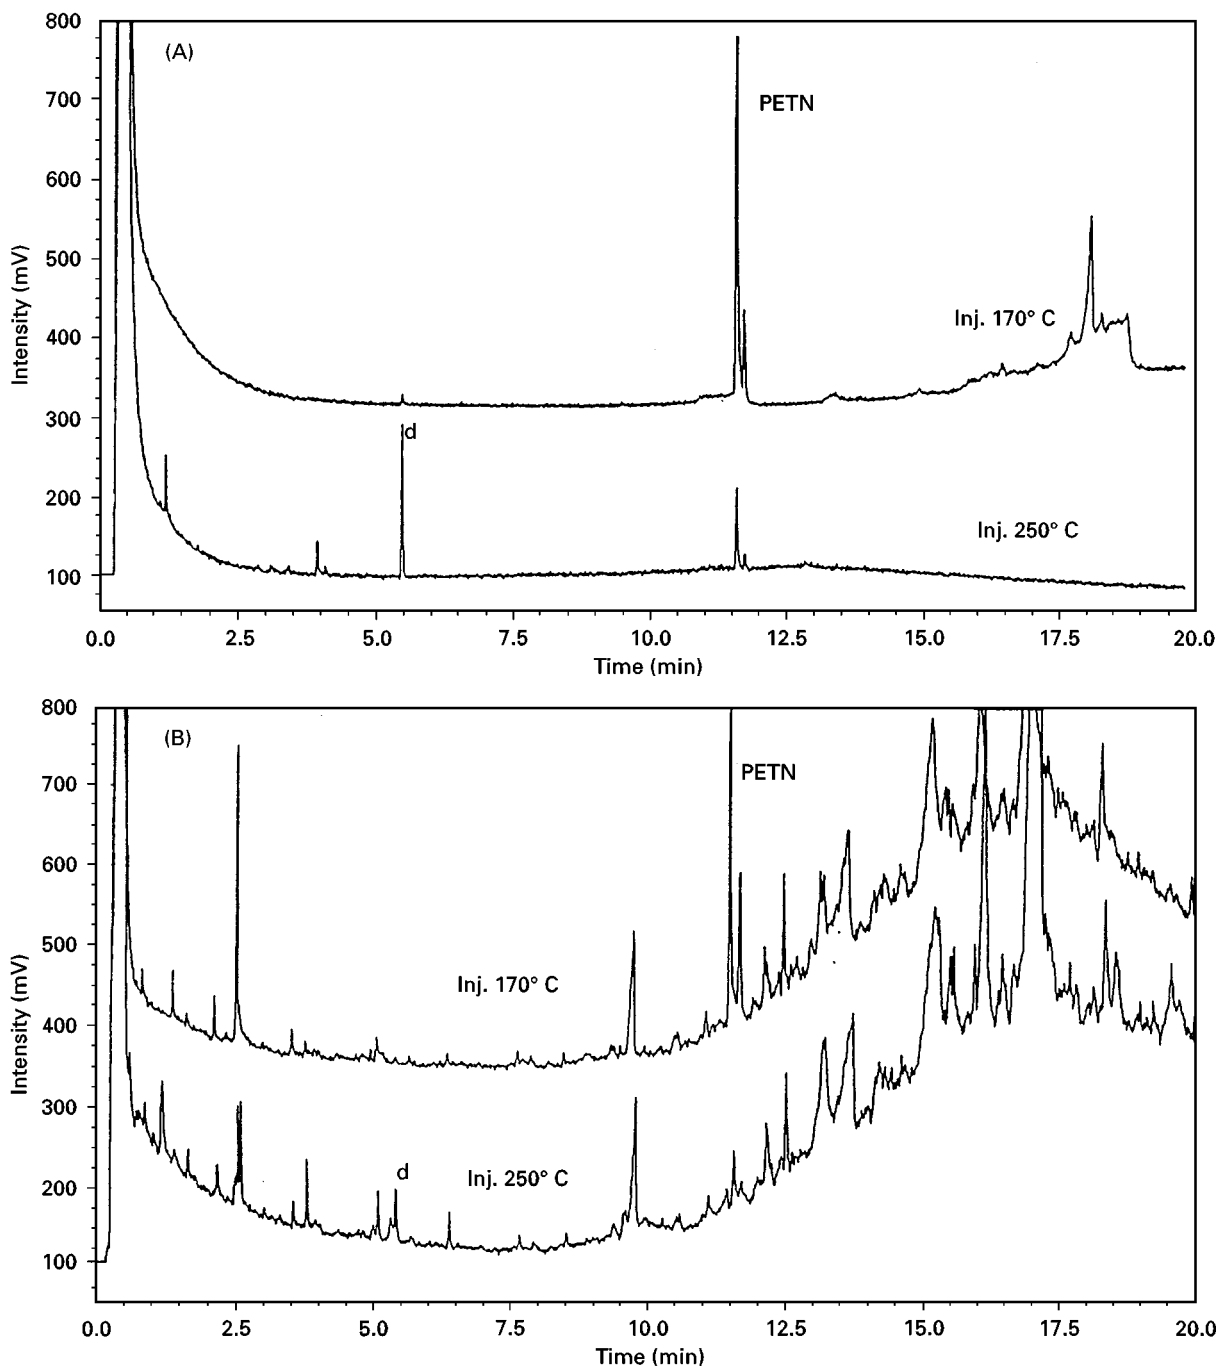 800
(A)
700
PETN
600
500
Intensity (mV)
Inj. 170° C
400
300
d
200
Inj. 250° C
100
0.0 2.5 5.0 7.5 10.0 12.5 15.0 17.5 20.0
Time (min)
800
(B)
PETN
700
600
500
Intensity (mV)
Inj. 170° C
400
300
d
Inj. 250° C
200
100
0.0 2.5 5.0 7.5 10.0 12.5 15.0 17.5 20.0
Time (min)